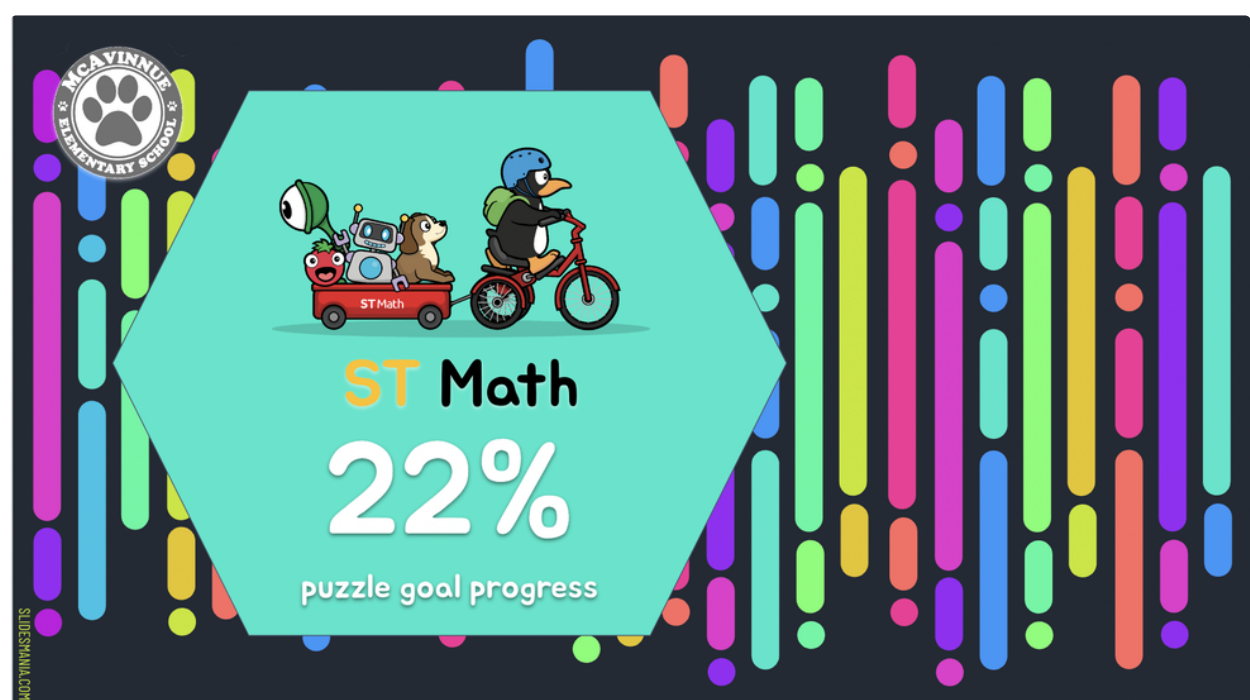 MCAVINNUE
ELEMENTARY SCHOOL
ST Math
ST Math
22%
puzzle goal progress
SLIDESMANIA.COM